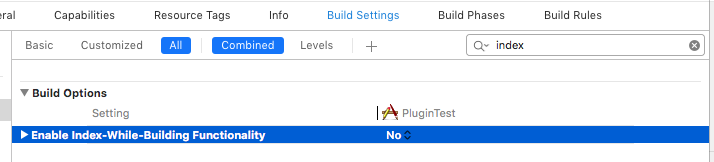 eral Capabilities Resource Tags Info Build Settings Build Phases Build Rules
Basic Customized All Combined Levels + index
Build Options
Setting PluginTest
Enable Index-While-Building Functionality No